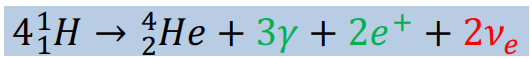 4¹₁H → ⁴₂He + 3γ + 2e⁺ + 2νₑ